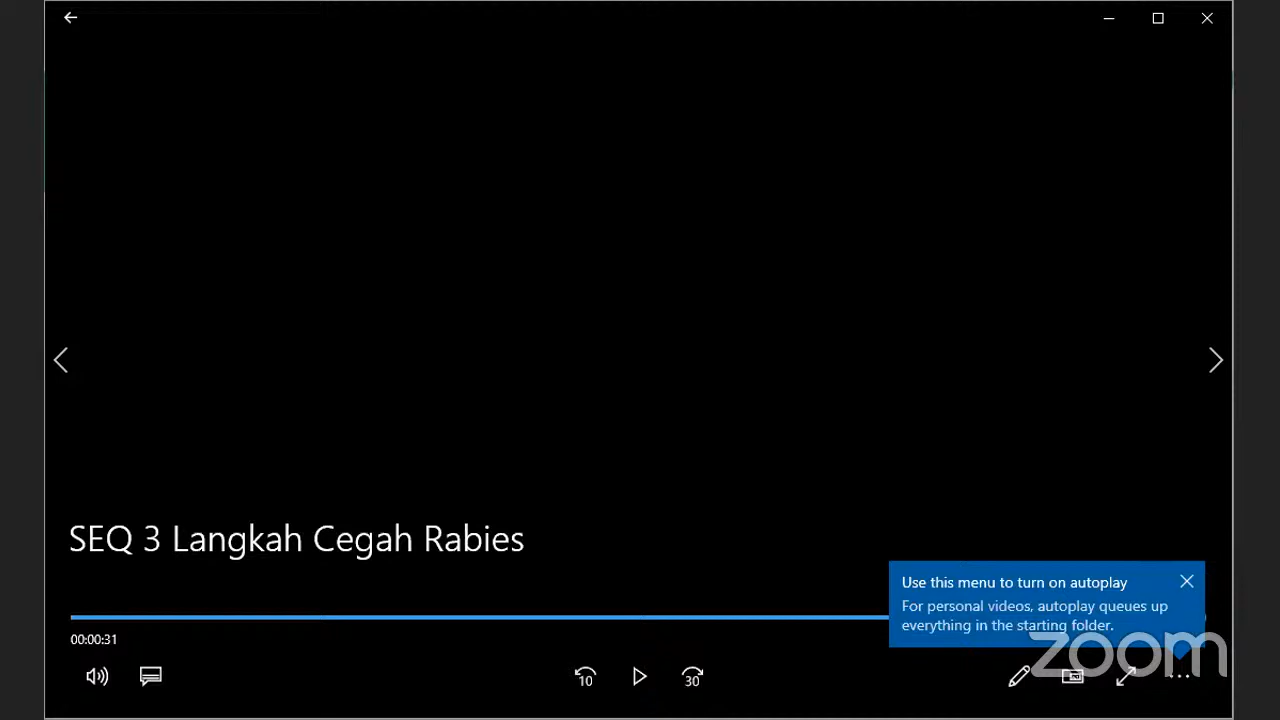 SEQ 3 Langkah Cegah Rabies
Use this menu to turn on autoplay
For personal videos, autoplay queues up
everything in the starting folder.
00:00:31
10
30
zoom